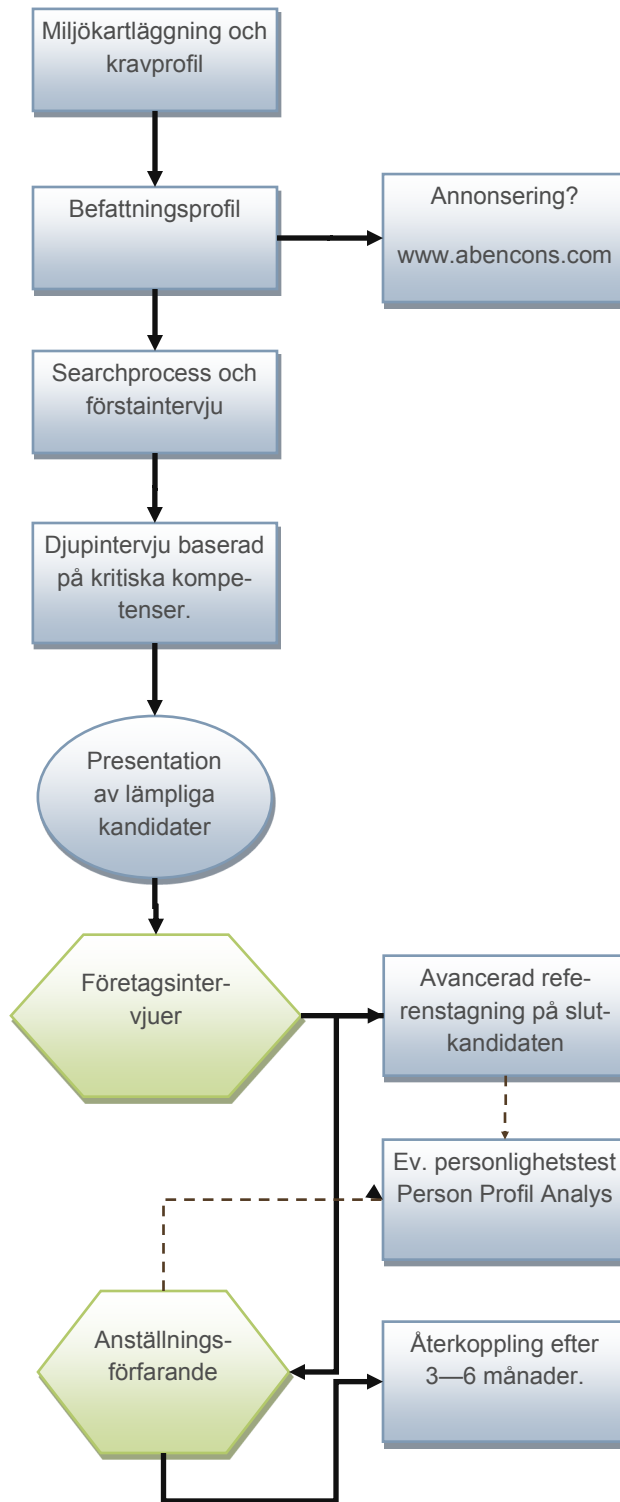 Miljökartläggning och
kravprofil
Befattningsprofil
Annonsering?
www.abencons.com
Searchprocess och
förstaintervju
Djupintervju baserad
på kritiska kompe-
tenser.
Presentation
av lämpliga
kandidater
Företagsinter-
vjuer
Avancerad refe-
renstagning på slut-
kandidaten
Ev. personlighetstest
Person Profil Analys
Anställnings-
förfarande
Återkoppling efter
3—6 månader.